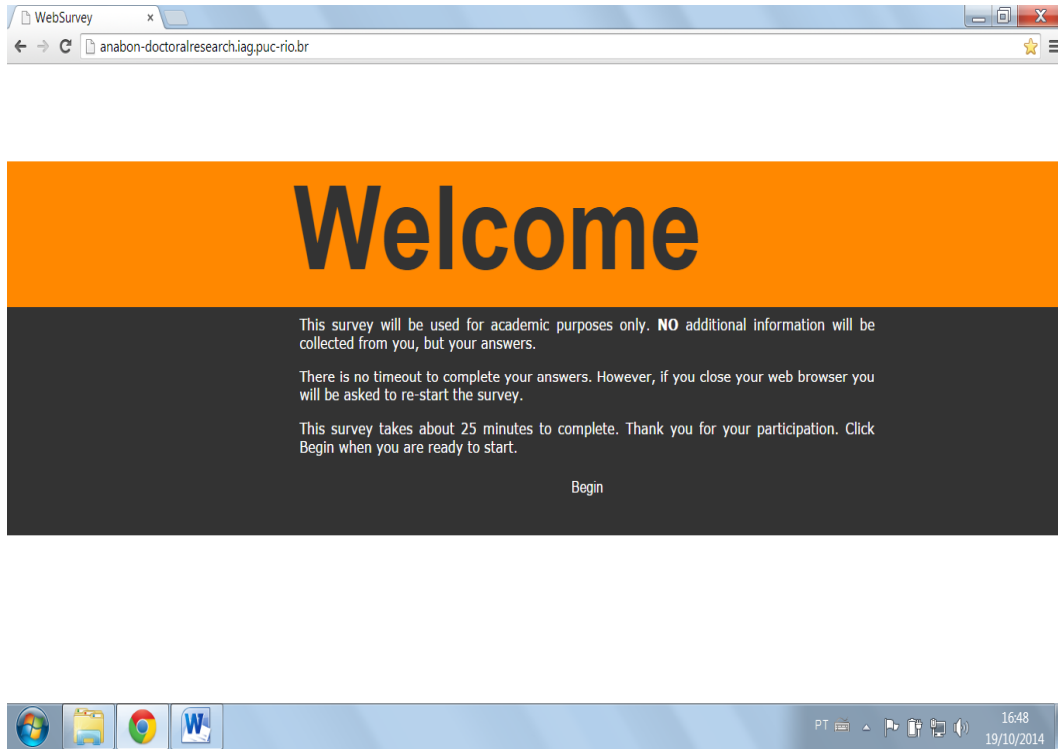 WebSurvey
anabon-doctoralresearch.iag.puc-rio.br
Welcome
This survey will be used for academic purposes only. NO additional information will be
collected from you, but your answers.
There is no timeout to complete your answers. However, if you close your web browser you
will be asked to re-start the survey.
This survey takes about 25 minutes to complete. Thank you for your participation. Click
Begin when you are ready to start.
Begin
PT
16:48
19/10/2014